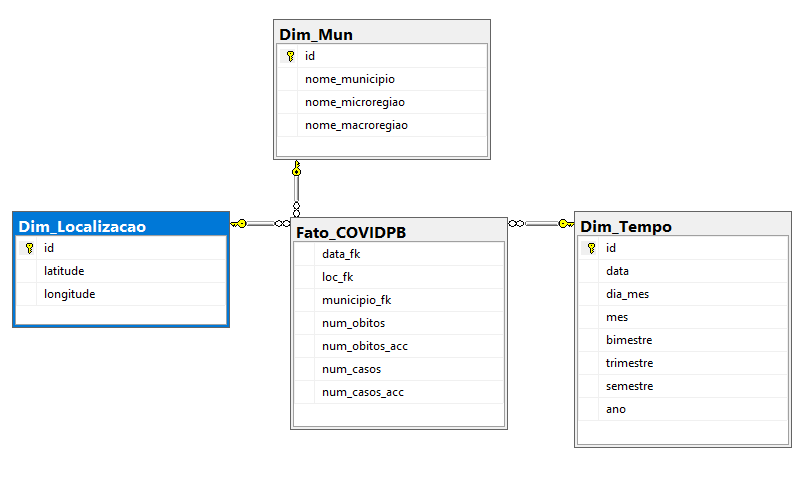 Dim_Mun
id
nome_municipio
nome_microregiao
nome_macroregiao
Dim_Localizacao
id
latitude
longitude
Fato_COVIDPB
data_fk
loc_fk
municipio_fk
num_obitos
num_obitos_acc
num_casos
num_casos_acc
Dim_Tempo
id
data
dia_mes
mes
bimestre
trimestre
semestre
ano